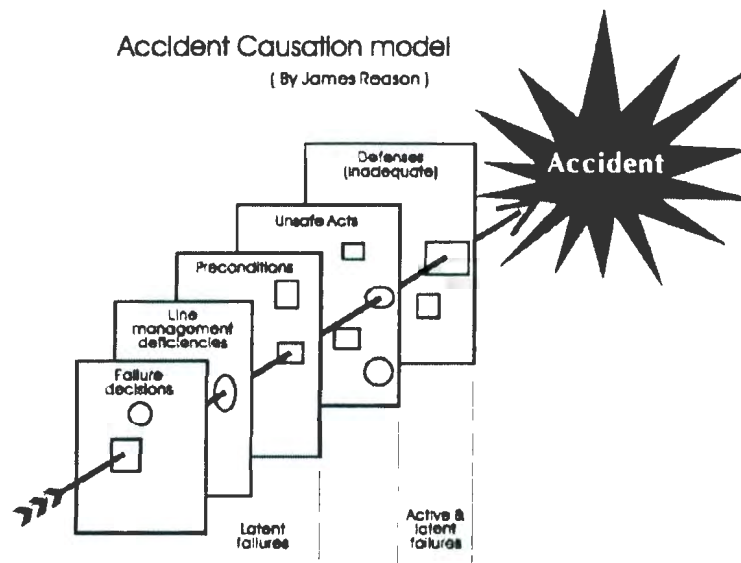 Accident Causation model
( By James Reason )
Accident
Defenses
(inadequate)
Unsafe Acts
Preconditions
Line
management
deficiencies
Failure
decisions
Latent
failures
Active &
latent
failures